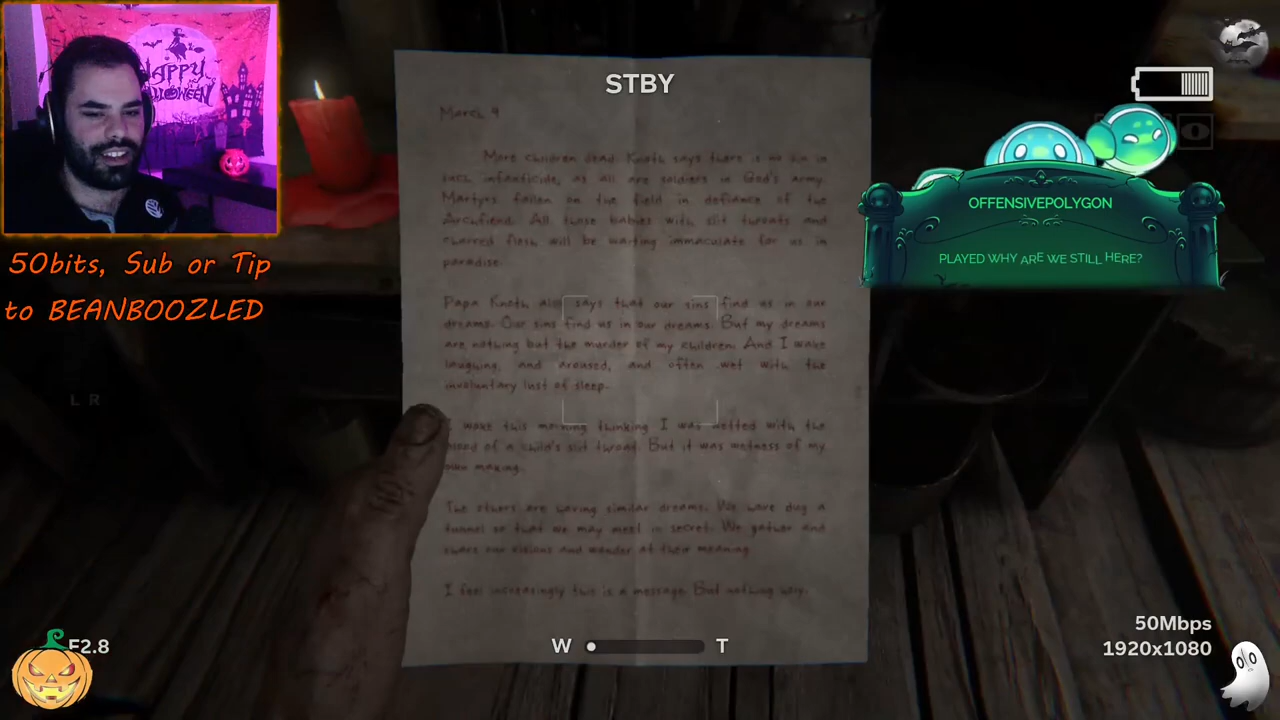 HAPPY
HALLOWEEN
50bits, Sub or Tip
to BEANBOOZLED
STBY
OFFENSIVEPOLYGON
PLAYED WHY ARE WE STILL HERE?
March 9
More children dead. Knoth says there is no sin in
such infanticide, as all are soldiers in God's army.
Martyrs fallen on the field in defiance of the
Archfiend. All those babies with slit throats and
charred flesh will be waiting immaculate for us in
paradise.
Papa Knoth also says that our sins find us in our
dreams. Our sins find us in our dreams. But my dreams
are nothing but the murder of my children. And I wake
laughing, and aroused, and often wet with the
involuntary lust of sleep.
I woke this morning thinking I was wetted with the
blood of a child's slit throat. But it was wetness of my
own making.
The others are having similar dreams. We have dug a
tunnel so that we may meet in secret. We gather and
share our visions and wonder at their meaning.
I feel increasingly this is a message. But nothing holy.
L R
F2.8
W T
50Mbps
1920x1080